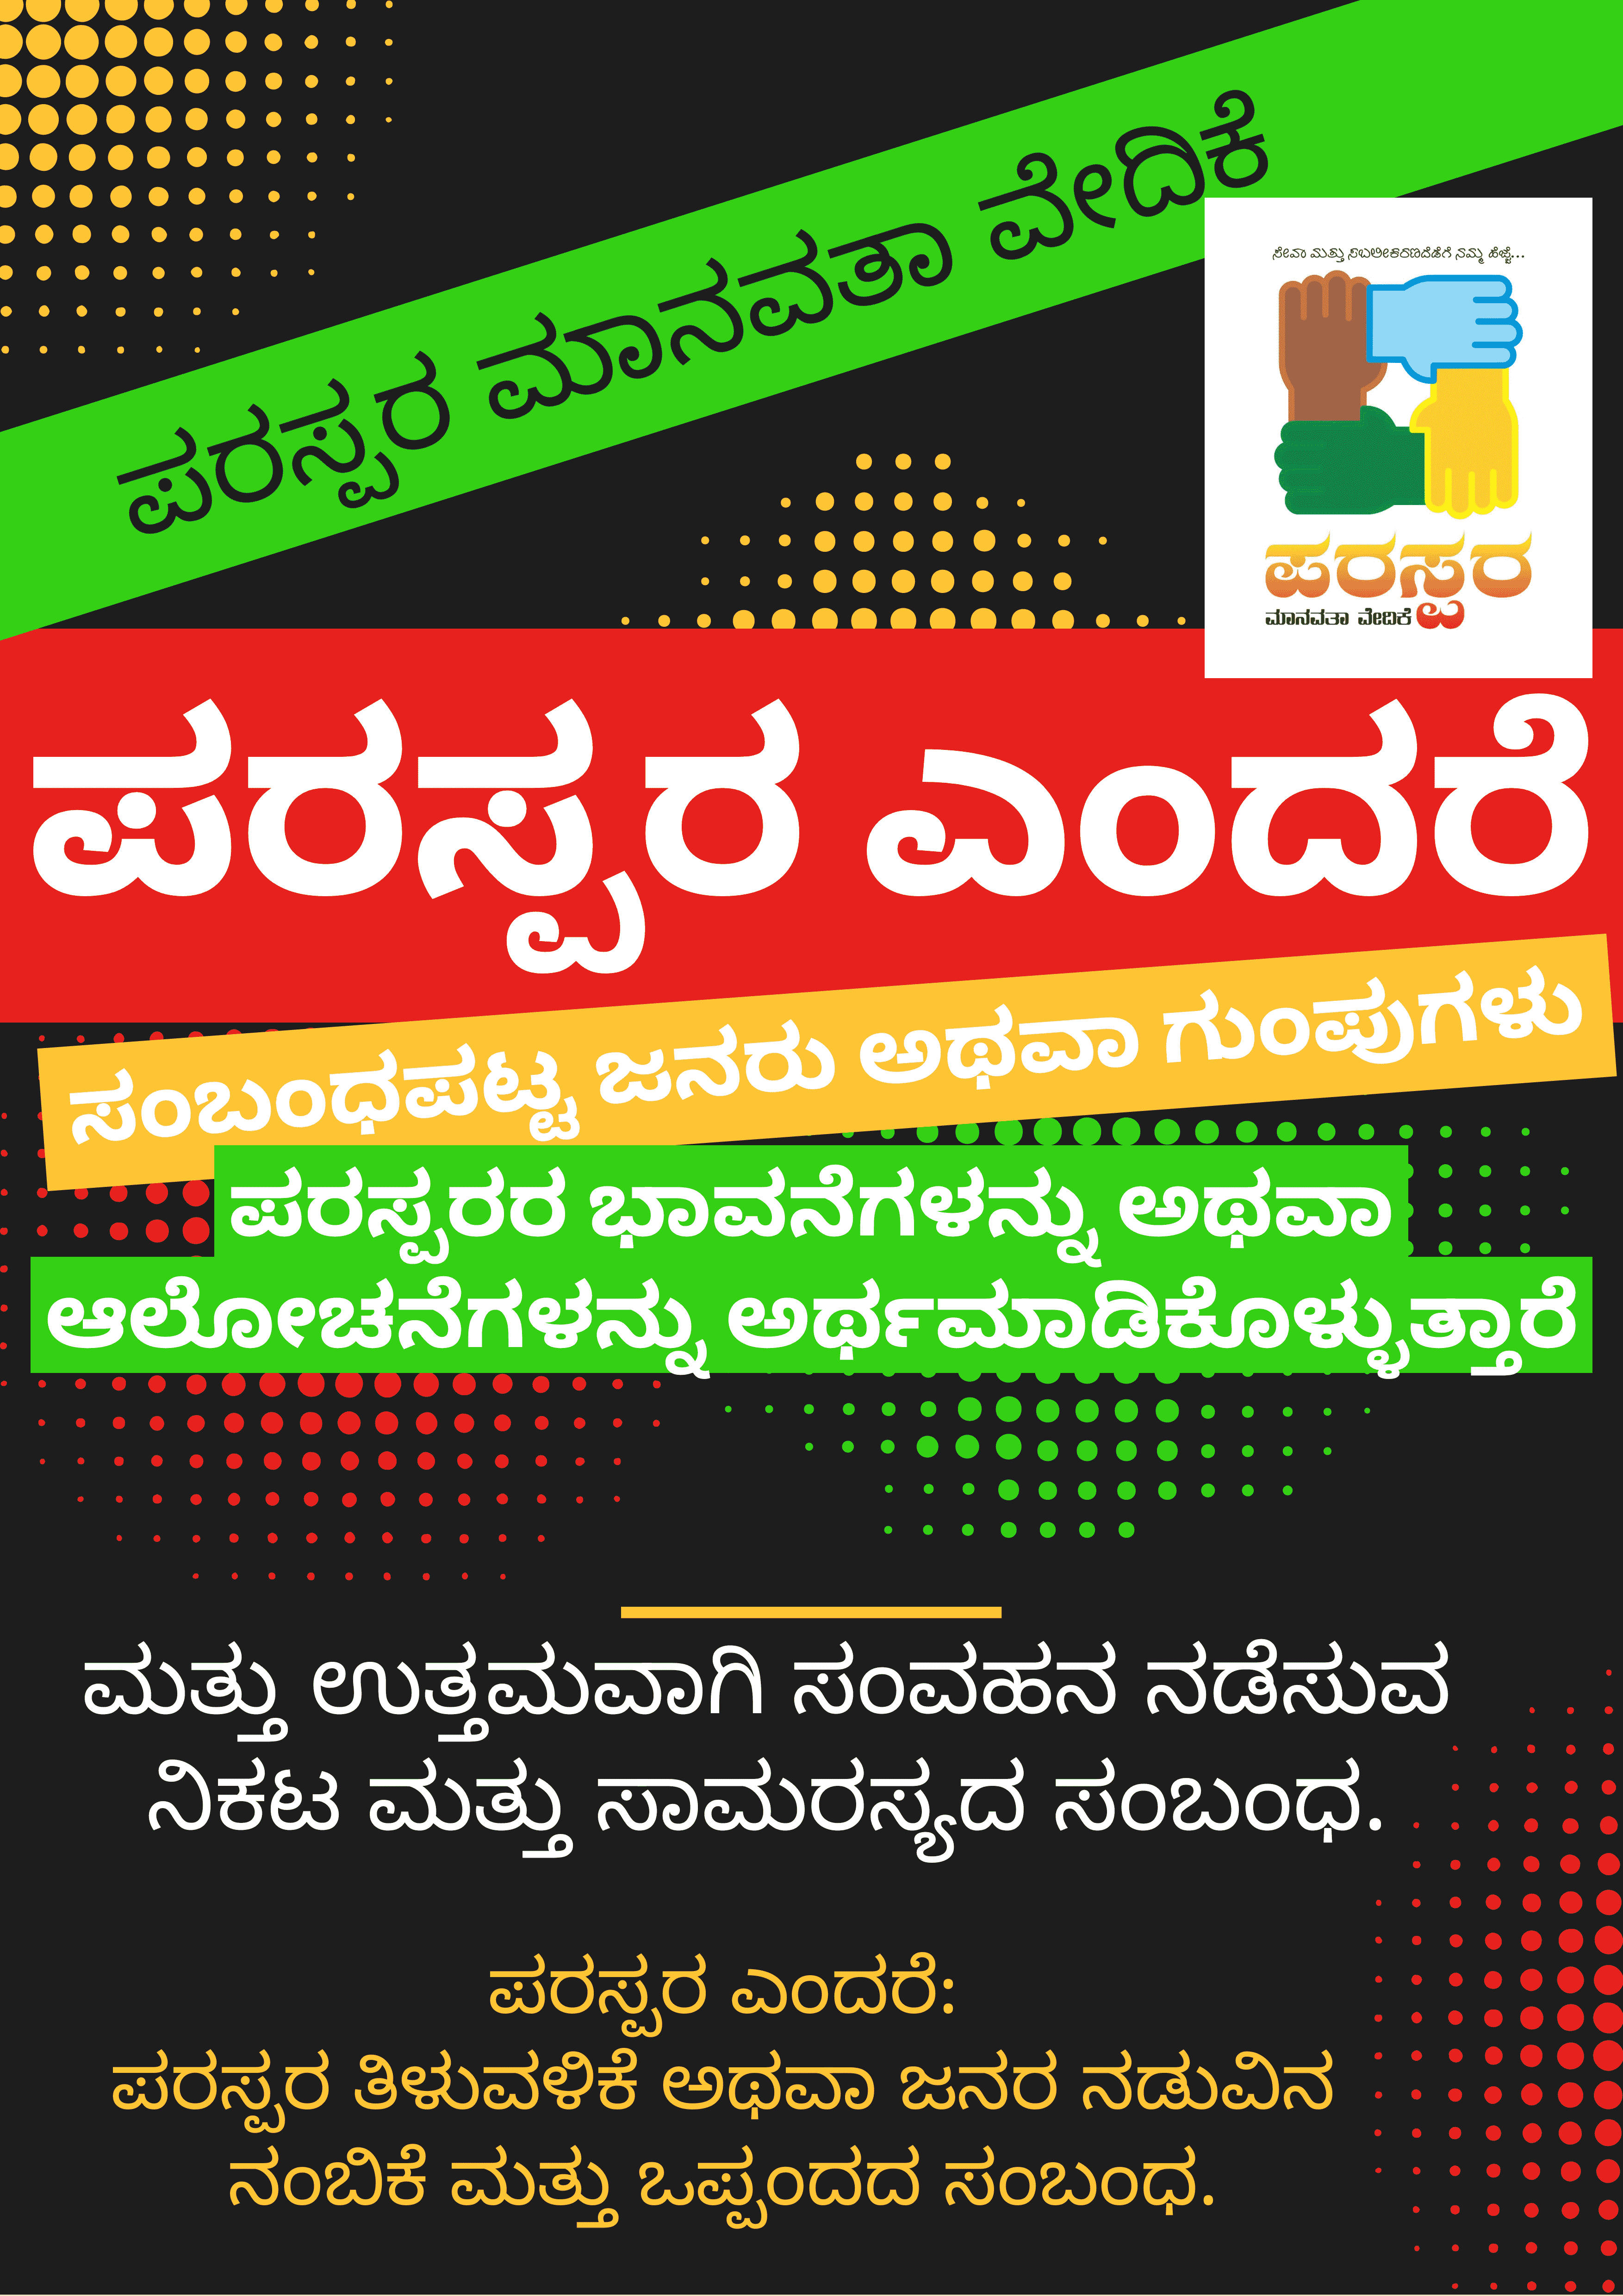 ಪರಸ್ಪರ ಮಾನವತಾ ವೇದಿಕೆ
ಸೇವಾ ಮತ್ತು ಸಬಲೀಕರಣದೆಡೆಗೆ ನಮ್ಮ ಹೆಜ್ಜೆ...
ಪರಸ್ಪರ
ಮಾನವತಾ ವೇದಿಕೆ
ಪರಸ್ಪರ ಎಂದರೆ
ಸಂಬಂಧಪಟ್ಟ ಜನರು ಅಥವಾ ಗುಂಪುಗಳು
ಪರಸ್ಪರರ ಭಾವನೆಗಳನ್ನು ಅಥವಾ
ಆಲೋಚನೆಗಳನ್ನು ಅರ್ಥಮಾಡಿಕೊಳ್ಳುತ್ತಾರೆ
ಮತ್ತು ಉತ್ತಮವಾಗಿ ಸಂವಹನ ನಡೆಸುವ
ನಿಕಟ ಮತ್ತು ಸಾಮರಸ್ಯದ ಸಂಬಂಧ.
ಪರಸ್ಪರ ಎಂದರೆ:
ಪರಸ್ಪರ ತಿಳುವಳಿಕೆ ಅಥವಾ ಜನರ ನಡುವಿನ
ನಂಬಿಕೆ ಮತ್ತು ಒಪ್ಪಂದದ ಸಂಬಂಧ.